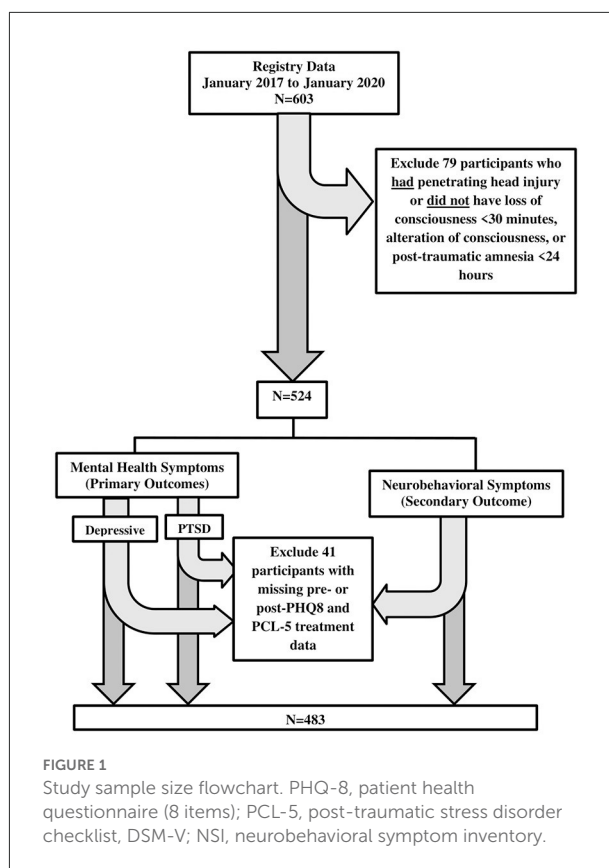 Registry Data
January 2017 to January 2020
N=603
Exclude 79 participants who
had penetrating head injury
or did not have loss of
consciousness <30 minutes,
alteration of consciousness, or
post-traumatic amnesia <24
hours
N=524
Mental Health Symptoms
(Primary Outcomes)
Neurobehavioral Symptoms
(Secondary Outcome)
Depressive
PTSD
Exclude 41
participants with
missing pre- or
post-PHQ8 and
PCL-5 treatment
data
N=483
FIGURE 1
Study sample size flowchart. PHQ-8, patient health
questionnaire (8 items); PCL-5, post-traumatic stress disorder
checklist, DSM-V; NSI, neurobehavioral symptom inventory.